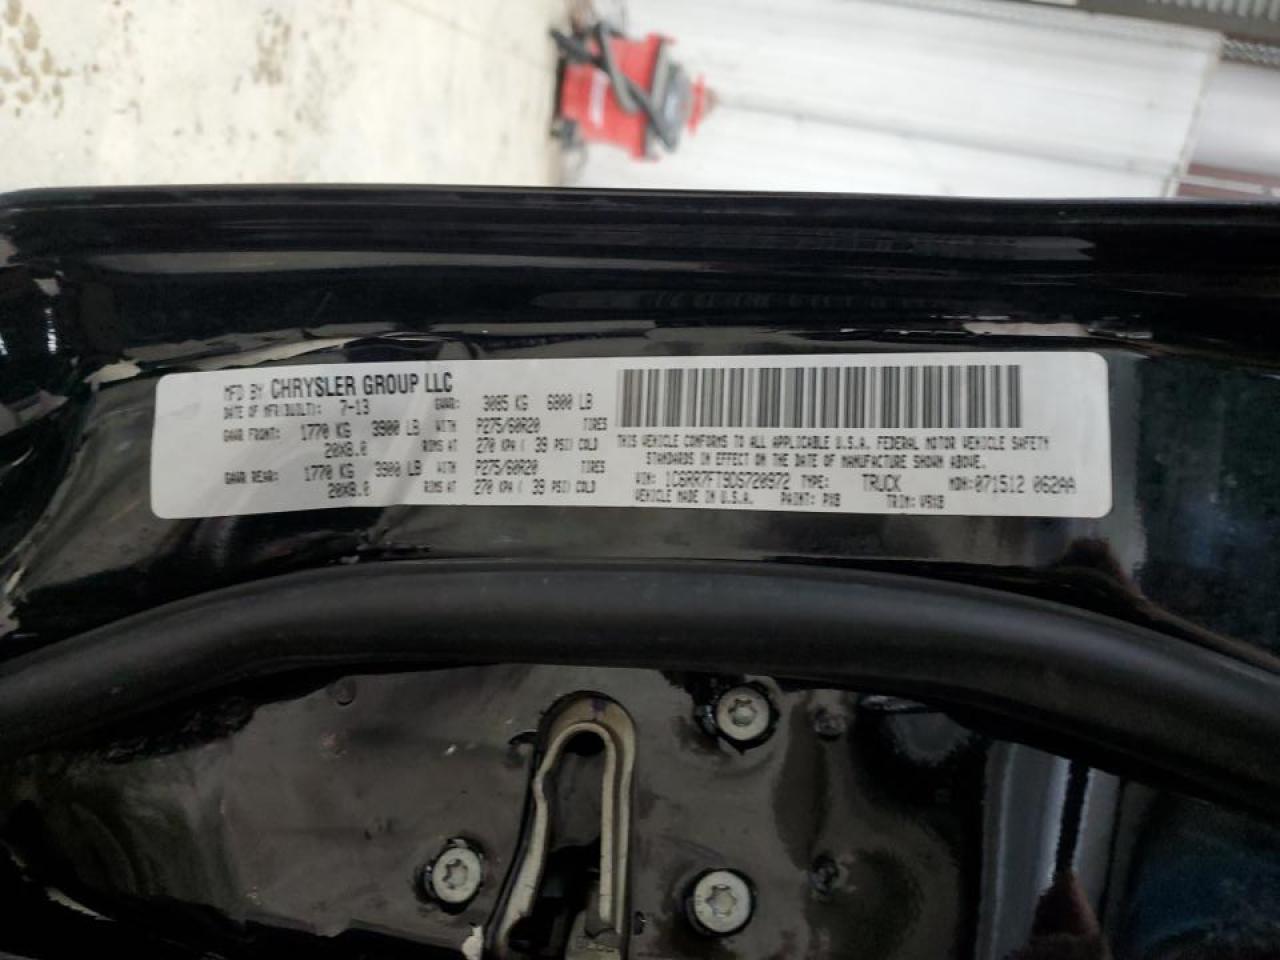 MFD BY CHRYSLER GROUP LLC
DATE OF MFR(BUILT): 7-13 GVWR: 3085 KG 6800 LB
GAWR FRONT: 1770 KG 3900 LB WITH P275/60R20 TIRES
20X8.0 RIMS AT 270 KPA ( 39 PSI) COLD
GAWR REAR: 1770 KG 3900 LB WITH P275/60R20 TIRES
20X8.0 RIMS AT 270 KPA ( 39 PSI) COLD
THIS VEHICLE CONFORMS TO ALL APPLICABLE U.S.A. FEDERAL MOTOR VEHICLE SAFETY
STANDARDS IN EFFECT ON THE DATE OF MANUFACTURE SHOWN ABOVE.
VIN: 1C6RR7FT9DS720972 TYPE: TRUCK MDH: 071512 062AA
VEHICLE MADE IN U.S.A. PAINT: PXB TRIM: V9X8